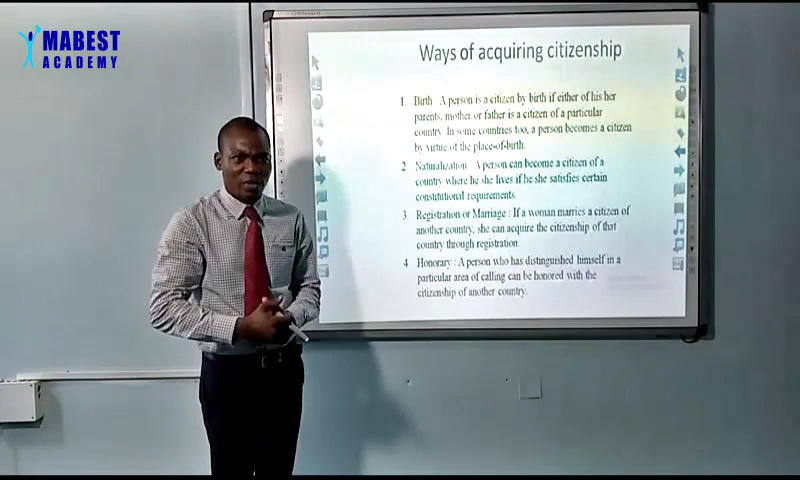 MABEST
ACADEMY
Ways of acquiring citizenship
1. Birth : A person is a citizen by birth if either of his her
parents, mother or father is a citizen of a particular
country. In some countries too, a person becomes a citizen
by virtue of the place-of-birth.
2 Naturalization : A person can become a citizen of a
country where he she lives if he she satisfies certain
constitutional requirements.
3 Registration or Marriage : If a woman marries a citizen of
another country, she can acquire the citizenship of that
country through registration.
4 Honorary : A person who has distinguished himself in a
particular area of calling can be honored with the
citizenship of another country.